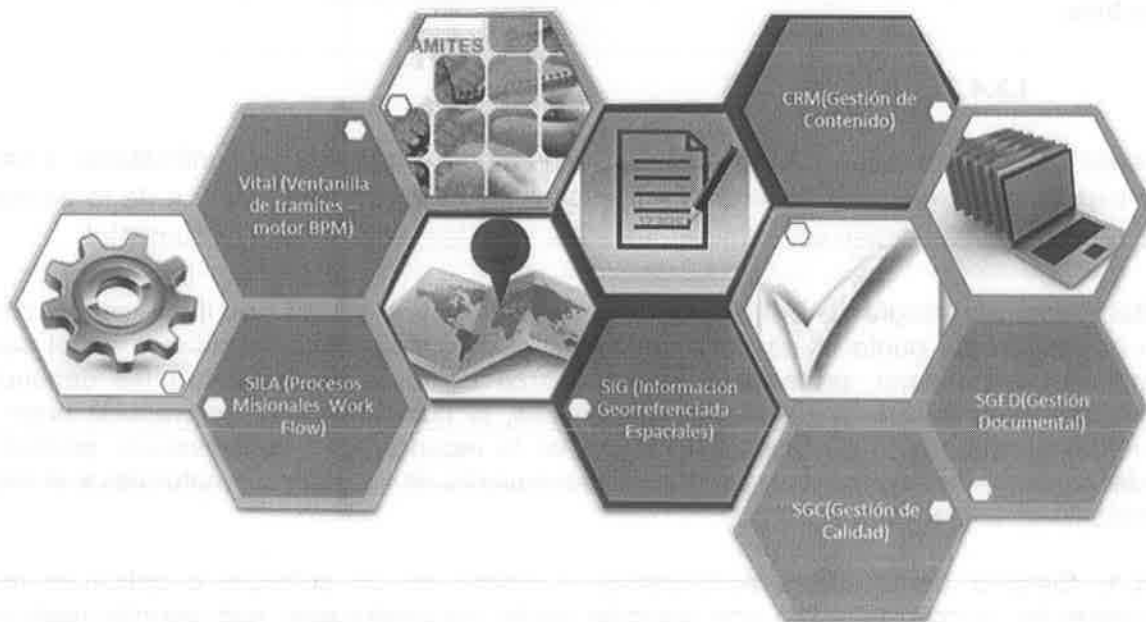 AMITES
CRM(Gestión de
Contenido)
Vital (Ventanilla
de tramites –
motor BPM)
SILA (Procesos
Misionales- Work
Flow)
SIG (Información
Georrefrenciada -
Espaciales)
SGED(Gestión
Documental)
SGC(Gestión de
Calidad)